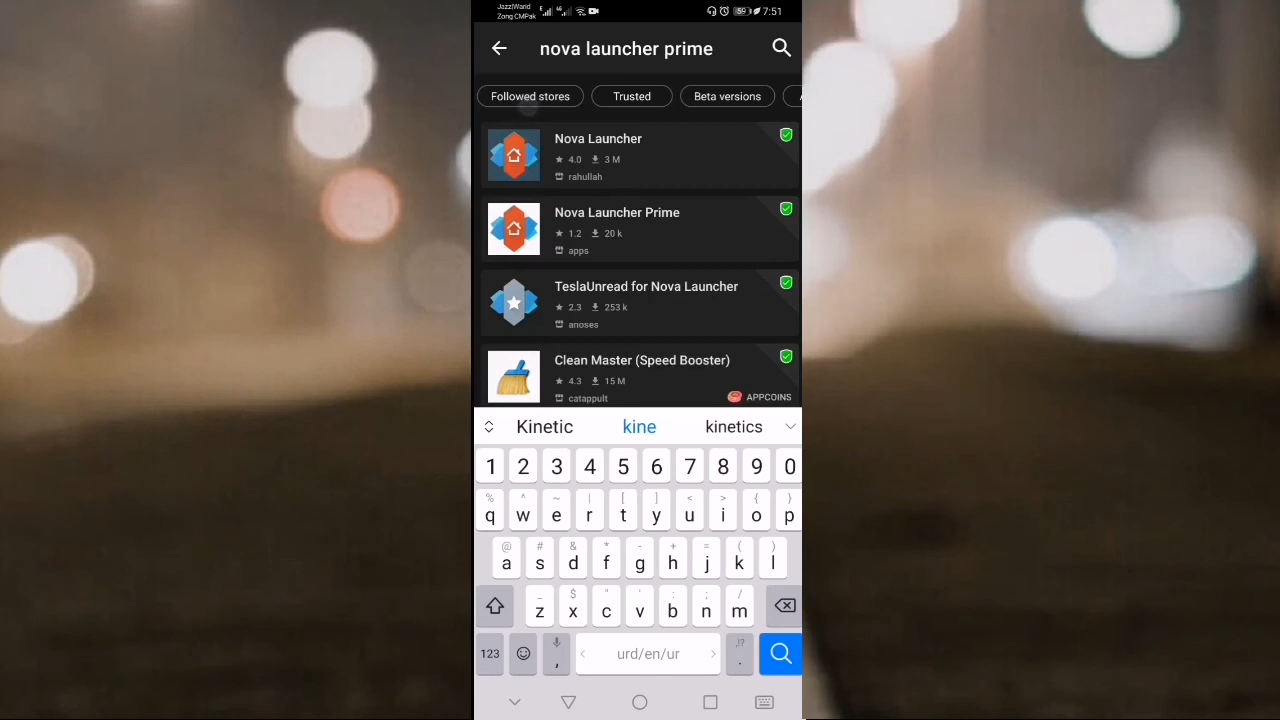 Jazz|Warid
Zong CMPak
59
7:51
nova launcher prime
Followed stores
Trusted
Beta versions
Nova Launcher
4.0 3 M
rahullah
Nova Launcher Prime
1.2 20 k
apps
TeslaUnread for Nova Launcher
2.3 253 k
anoses
Clean Master (Speed Booster)
4.3 15 M
catappult
APPCOINS
Kinetic kine kinetics
1 2 3 4 5 6 7 8 9 0
% ^ ~ | [ ] < > { }
q w e r t y u i o p
@ # & * - + = ( )
a s d f g h j k l
_ $ " ' : ; /
z x c v b n m
123 , urd/en/ur ,!? .